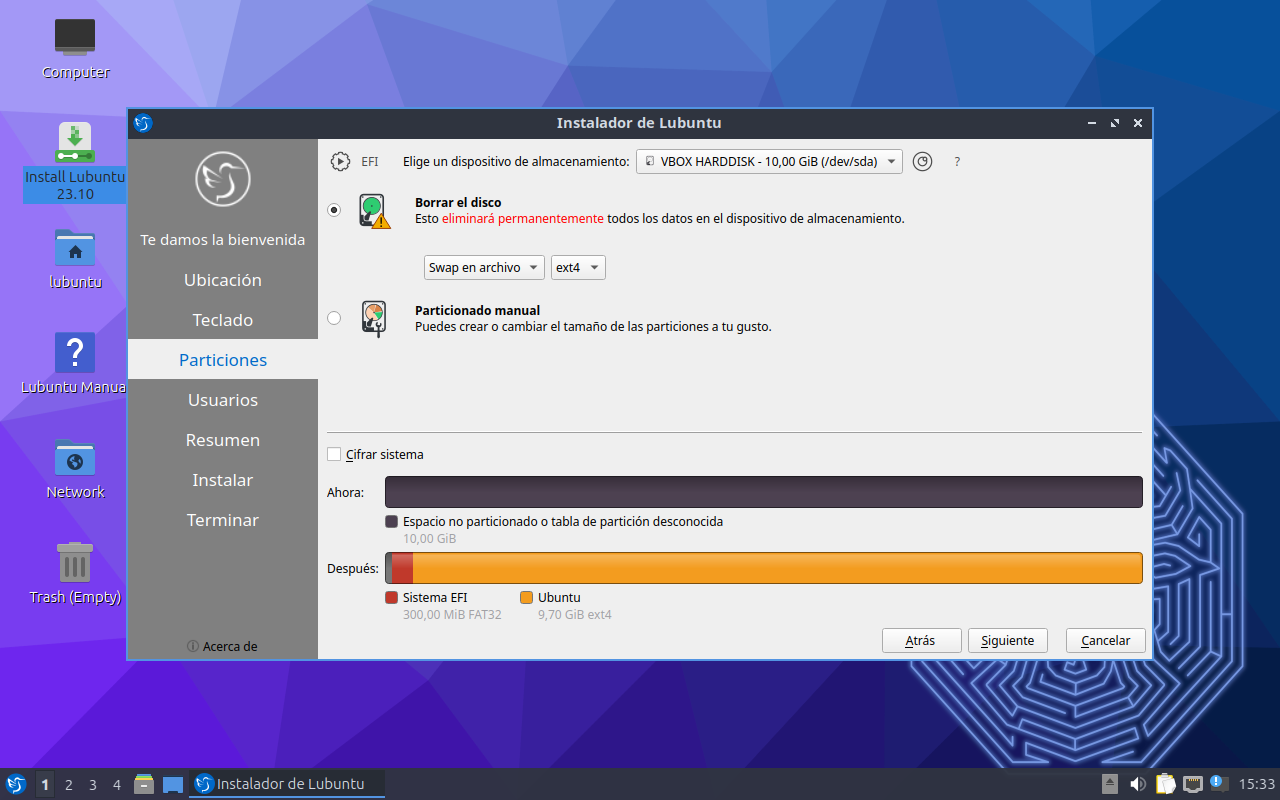 Computer
Install Lubuntu
23.10
lubuntu
Lubuntu Manua
Network
Trash (Empty)
Instalador de Lubuntu
Te damos la bienvenida
Ubicación
Teclado
Particiones
Usuarios
Resumen
Instalar
Terminar
Acerca de
EFI Elige un dispositivo de almacenamiento: VBOX HARDDISK - 10,00 GiB (/dev/sda) ?
Borrar el disco
Esto eliminará permanentemente todos los datos en el dispositivo de almacenamiento.
Swap en archivo ext4
Particionado manual
Puedes crear o cambiar el tamaño de las particiones a tu gusto.
Cifrar sistema
Ahora:
Espacio no particionado o tabla de partición desconocida
10,00 GiB
Después:
Sistema EFI Ubuntu
300,00 MiB FAT32 9,70 GiB ext4
Atrás Siguiente Cancelar
1 2 3 4 Instalador de Lubuntu 15:33